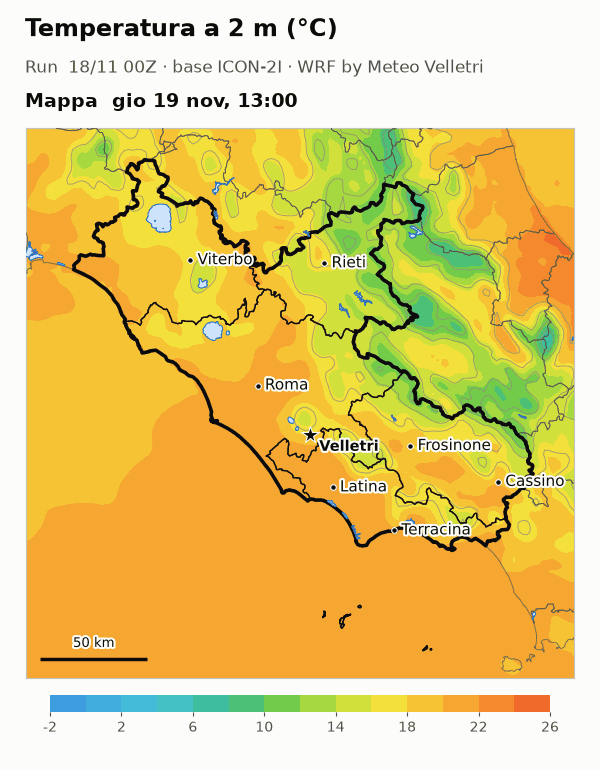 Temperatura a 2 m (°C)
Run  18/11 00Z · base ICON-2I · WRF by Meteo Velletri
Mappa  gio 19 nov, 13:00
Viterbo
Rieti
Roma
Velletri
Frosinone
Latina
Cassino
Terracina
50 km
-2 2 6 10 14 18 22 26